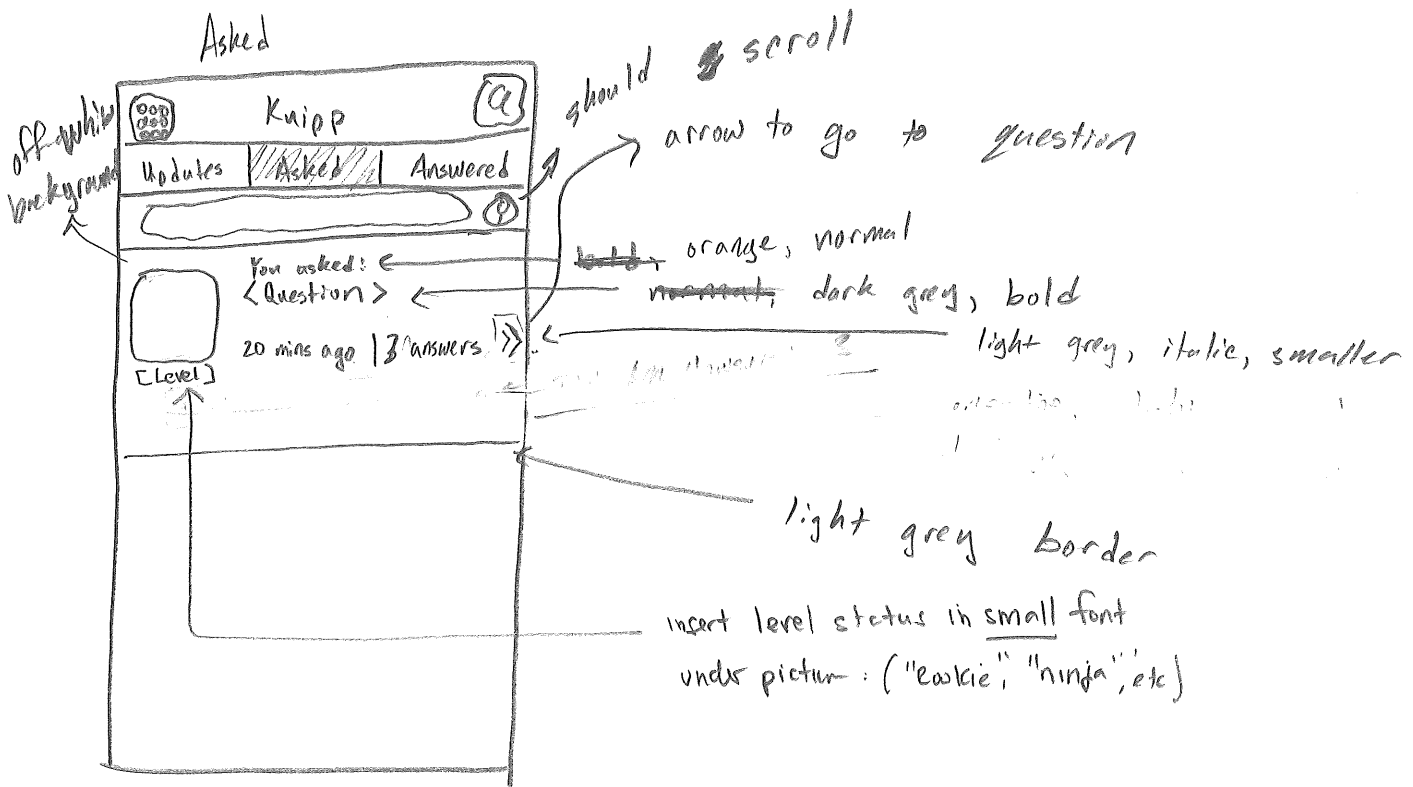 Asked
should scroll
off-white
background
Knipp
Q
arrow to go to question
Updates
Asked
Answered
You asked:
bold, orange, normal
<Question>
normal, dark grey, bold
20 mins ago | 3 answers >>
light grey, italic, smaller
[Level]
light grey border
insert level status in small font
under picture: ("Rookie", "ninja", etc)